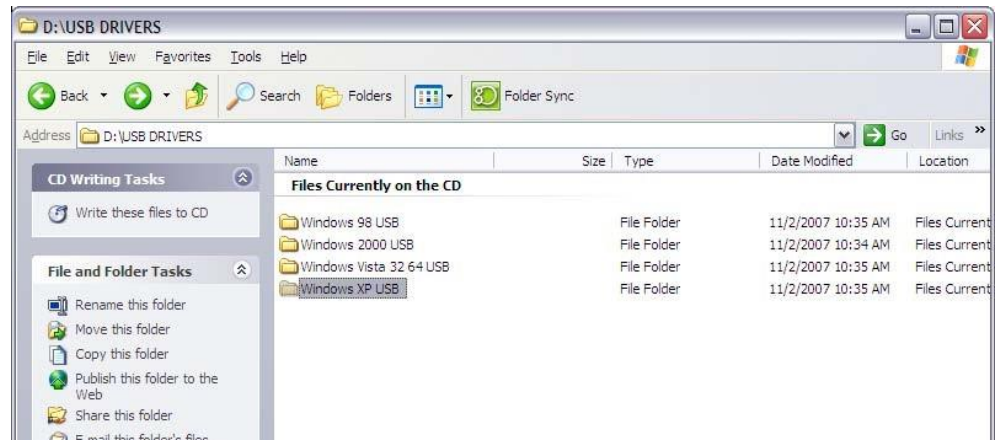 D:\USB DRIVERS
File Edit View Favorites Tools Help
Back Search Folders Folder Sync
Address D:\USB DRIVERS Go Links »
Name Size Type Date Modified Location
CD Writing Tasks
Write these files to CD
File and Folder Tasks
Rename this folder
Move this folder
Copy this folder
Publish this folder to the
Web
Share this folder
E-mail this folder's files
Files Currently on the CD
Windows 98 USB File Folder 11/2/2007 10:35 AM Files Current
Windows 2000 USB File Folder 11/2/2007 10:34 AM Files Current
Windows Vista 32 64 USB File Folder 11/2/2007 10:35 AM Files Current
Windows XP USB File Folder 11/2/2007 10:35 AM Files Current